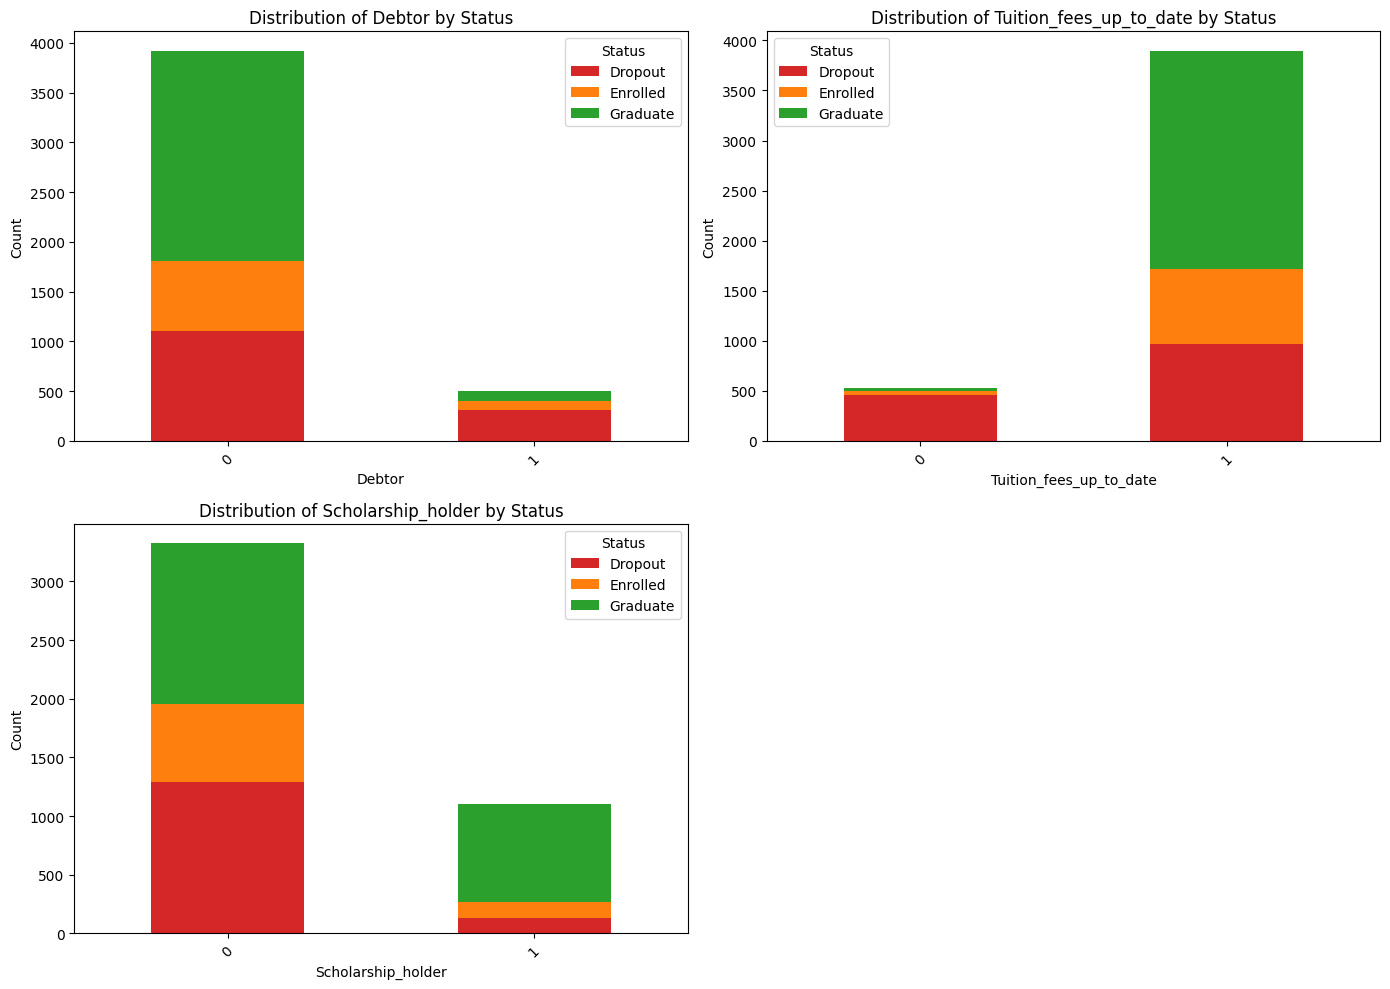 Distribution of Debtor by Status
4000
3500
3000
2500
2000
1500
1000
500
0
Count
Status
Dropout
Enrolled
Graduate
0
1
Debtor
Distribution of Tuition_fees_up_to_date by Status
4000
3500
3000
2500
2000
1500
1000
500
0
Count
Status
Dropout
Enrolled
Graduate
0
1
Tuition_fees_up_to_date
Distribution of Scholarship_holder by Status
3000
2500
2000
1500
1000
500
0
Count
Status
Dropout
Enrolled
Graduate
0
1
Scholarship_holder